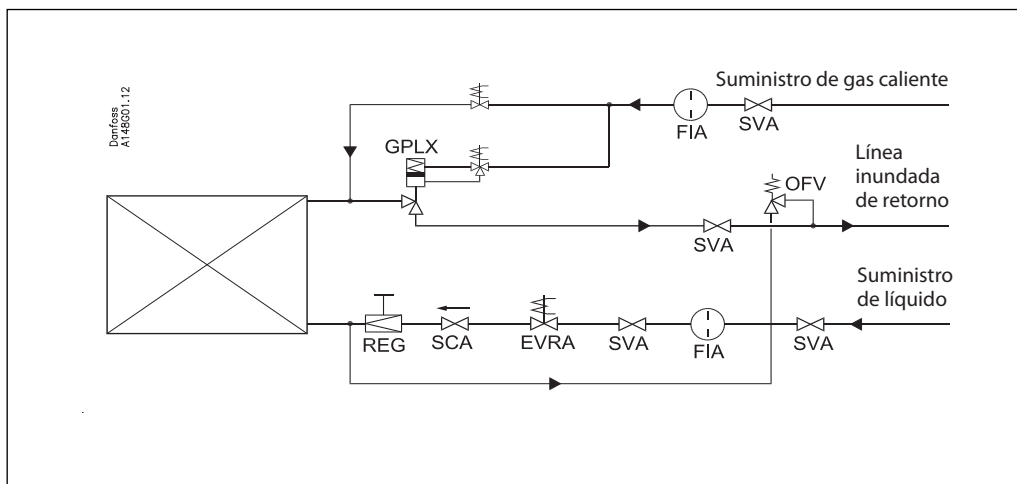 Danfoss
A148G01.12
Suministro de gas caliente
FIA
SVA
GPLX
Línea
inundada
de retorno
OFV
SVA
Suministro
de líquido
REG
SCA
EVRA
SVA
FIA
SVA